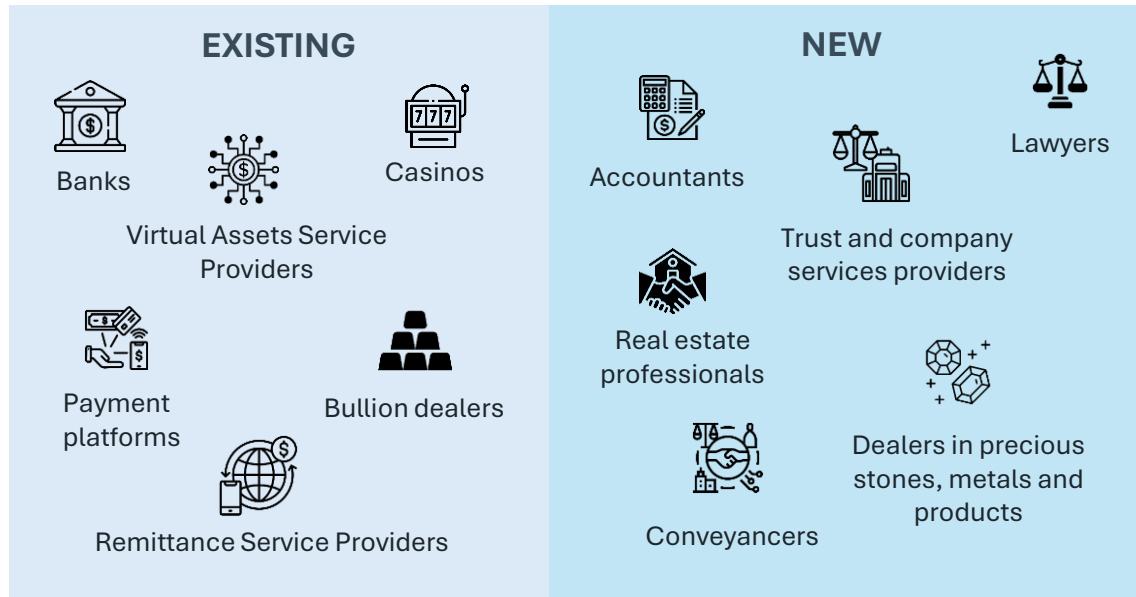 EXISTING
Banks
Casinos
Virtual Assets Service
Providers
Payment
platforms
Bullion dealers
Remittance Service Providers
NEW
Accountants
Lawyers
Trust and company
services providers
Real estate
professionals
Dealers in precious
stones, metals and
products
Conveyancers
777